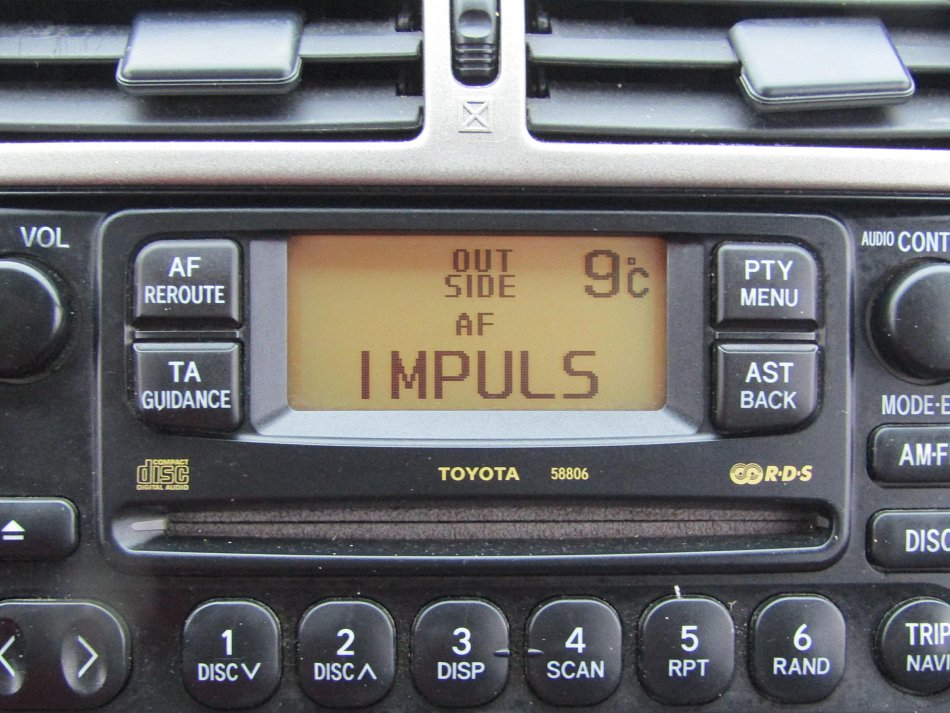 VOL
AF
REROUTE
TA
GUIDANCE
OUT
SIDE
9°C
AF
IMPULS
PTY
MENU
AST
BACK
AUDIO CONT
MODE-E
AM-F
DISC
COMPACT
disc
DIGITAL AUDIO
TOYOTA 58806
R·D·S
1
DISC
2
DISC
3
DISP
4
SCAN
5
RPT
6
RAND
TRIP
NAVI